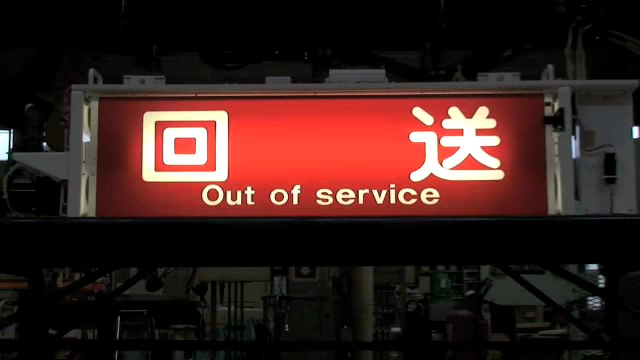 回送
Out of service